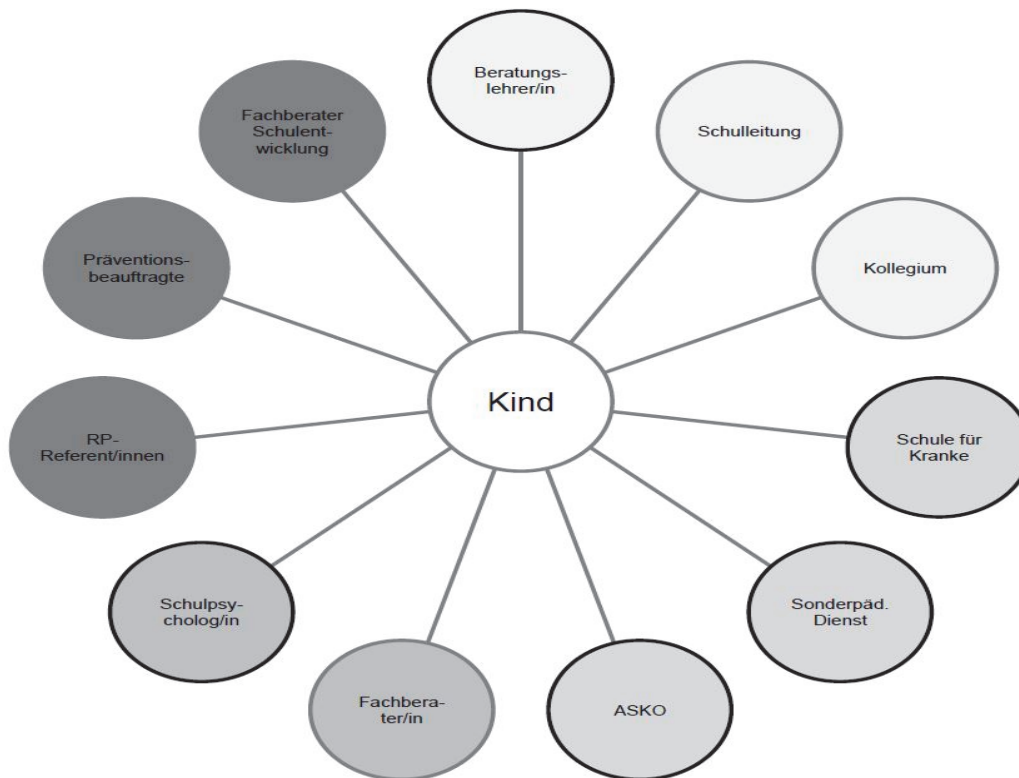 Beratungs-
lehrer/in
Schulleitung
Kollegium
Schule für
Kranke
Sonderpäd.
Dienst
ASKO
Fachbera-
ter/in
Schulpsy-
cholog/in
RP-
Referent/innen
Präventions-
beauftragte
Fachberater
Schulent-
wicklung
Kind